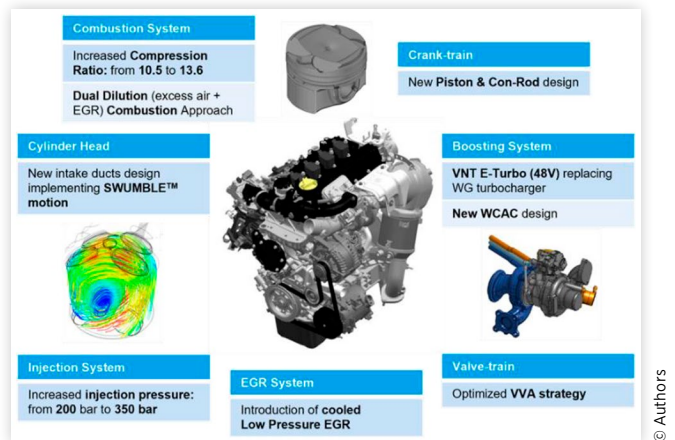 Combustion System
Increased Compression
Ratio: from 10.5 to 13.6
Dual Dilution (excess air +
EGR) Combustion Approach
Crank-train
New Piston & Con-Rod design
Cylinder Head
New intake ducts design
implementing SWUMBLE™
motion
Boosting System
VNT E-Turbo (48V) replacing
WG turbocharger
New WCAC design
Injection System
Increased injection pressure:
from 200 bar to 350 bar
EGR System
Introduction of cooled
Low Pressure EGR
Valve-train
Optimized VVA strategy
© Authors